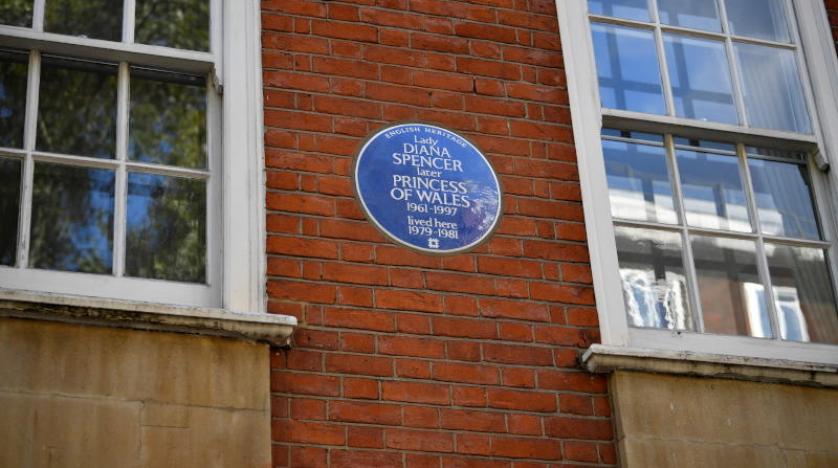 ENGLISH HERITAGE
Lady
DIANA
SPENCER
later
PRINCESS
OF WALES
1961-1997
lived here
1979-1981